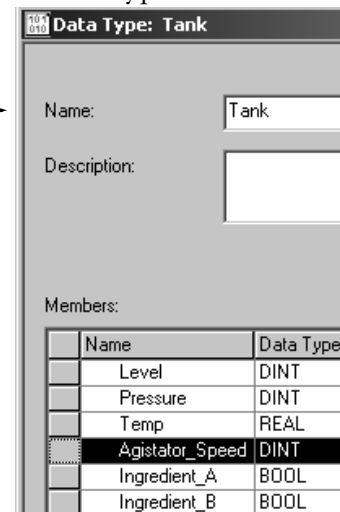 Data Type: Tank
Name: Tank
Description:
Members:
Name Data Type
Level DINT
Pressure DINT
Temp REAL
Agistator_Speed DINT
Ingredient_A BOOL
Ingredient_B BOOL